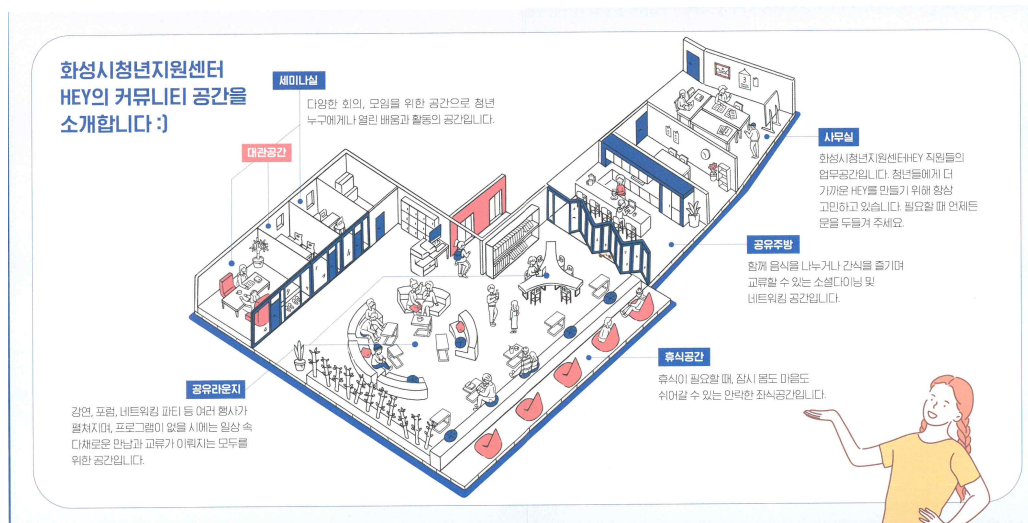 화성시청년지원센터
HEY의 커뮤니티 공간을
소개합니다 :)
세미나실
다양한 회의, 모임을 위한 공간으로 청년
누구에게나 열린 배움과 활동의 공간입니다.
대관공간
사무실
화성시청년지원센터HEY 직원들의
업무공간입니다. 청년들에게 더
가까운 HEY를 만들기 위해 항상
고민하고 있습니다. 필요할 때 언제든
문을 두들겨 주세요.
공유주방
함께 음식을 나누거나 간식을 즐기며
교류할 수 있는 소셜다이닝 및
네트워킹 공간입니다.
휴식공간
휴식이 필요할 때, 잠시 몸도 마음도
쉬어갈 수 있는 안락한 좌식공간입니다.
공유라운지
강연, 포럼, 네트워킹 파티 등 여러 행사가
펼쳐지며, 프로그램이 없을 시에는 일상 속
다채로운 만남과 교류가 이뤄지는 모두를
위한 공간입니다.
3